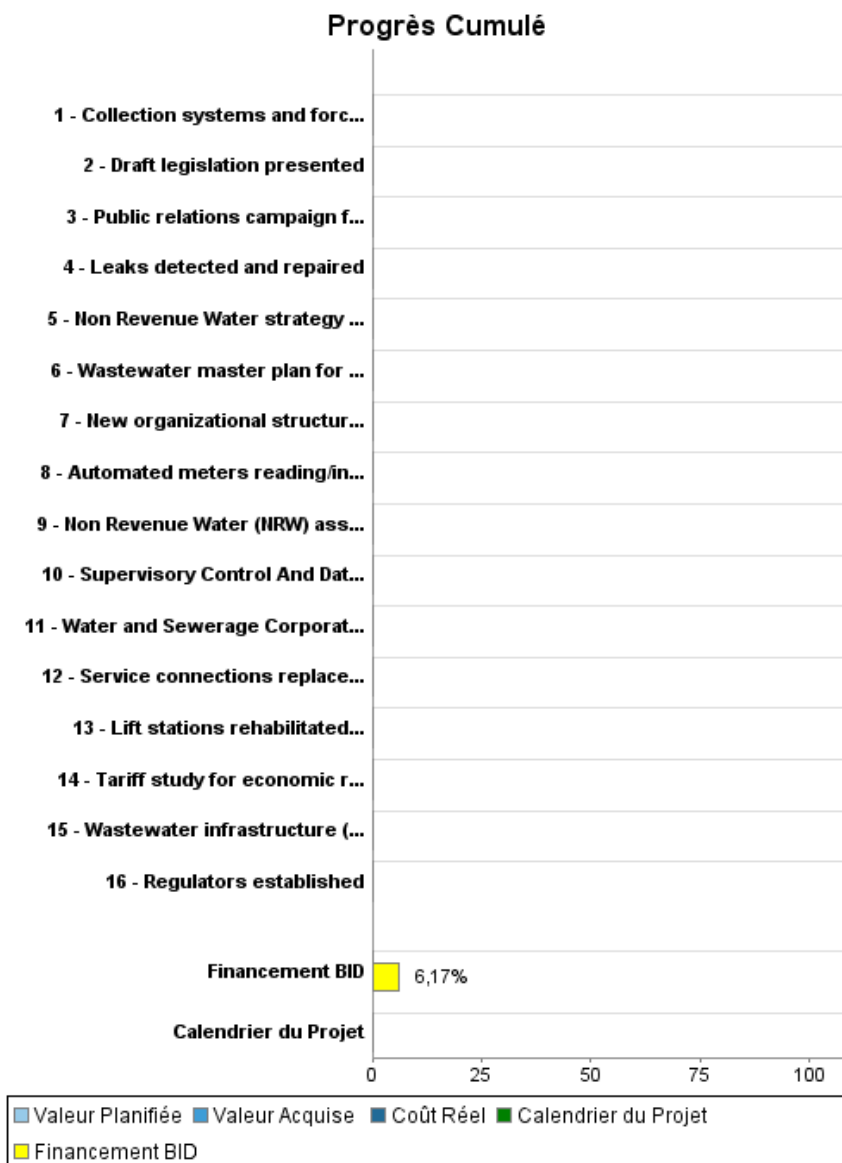 Progrès Cumulé
1 - Collection systems and forc...
2 - Draft legislation presented
3 - Public relations campaign f...
4 - Leaks detected and repaired
5 - Non Revenue Water strategy ...
6 - Wastewater master plan for ...
7 - New organizational structur...
8 - Automated meters reading/in...
9 - Non Revenue Water (NRW) ass...
10 - Supervisory Control And Dat...
11 - Water and Sewerage Corporat...
12 - Service connections replace...
13 - Lift stations rehabilitated...
14 - Tariff study for economic r...
15 - Wastewater infrastructure (...
16 - Regulators established
Financement BID 6,17%
Calendrier du Projet
0 25 50 75 100
Valeur Planifiée Valeur Acquise Coût Réel Calendrier du Projet
Financement BID